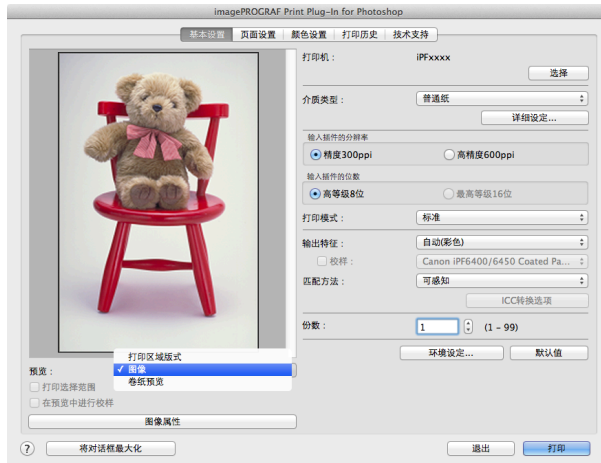 imagePROGRAF Print Plug-In for Photoshop
基本设置 页面设置 颜色设置 打印历史 技术支持
打印机： iPFxxxx
选择
介质类型： 普通纸
详细设定...
输入插件的分辨率
精度300ppi 高精度600ppi
输入插件的位数
高等级8位 最高等级16位
打印模式： 标准
输出特征： 自动(彩色)
校样： Canon iPF6400/6450 Coated Pa...
匹配方法： 可感知
ICC转换选项
份数： 1 (1 – 99)
环境设定... 默认值
打印区域版式
预览： ✓ 图像
卷纸预览
打印选择范围
在预览中进行校样
图像属性
? 将对话框最大化 退出 打印